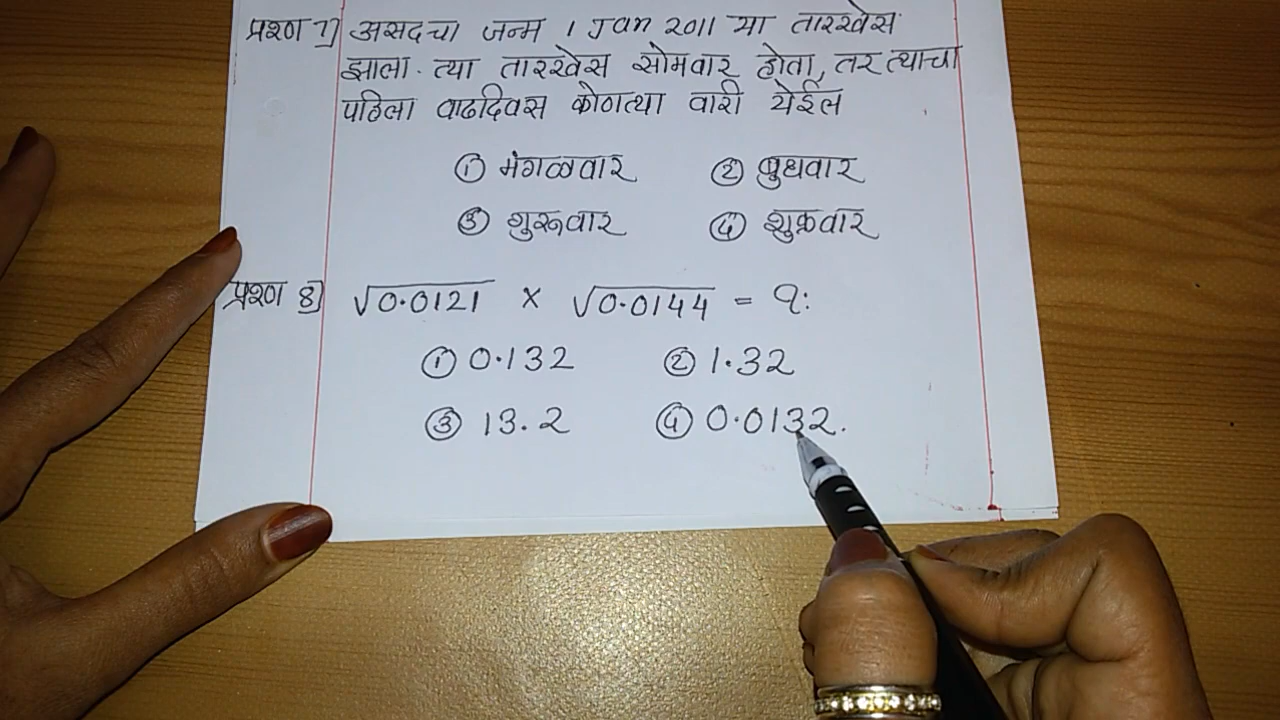 प्रश्ण 7] असदचा जन्म 1 Jan 2011 या तारखेस
झाला. त्या तारखेस सोमवार होता, तर त्याचा
पहिला वाढदिवस कोणत्या वारी येईल
① मंगळवार ② बुधवार
③ गुरूवार ④ शुक्रवार
प्रश्ण 8] √0.0121 × √0.0144 = ?:
① 0.132 ② 1.32
③ 13.2 ④ 0.0132.